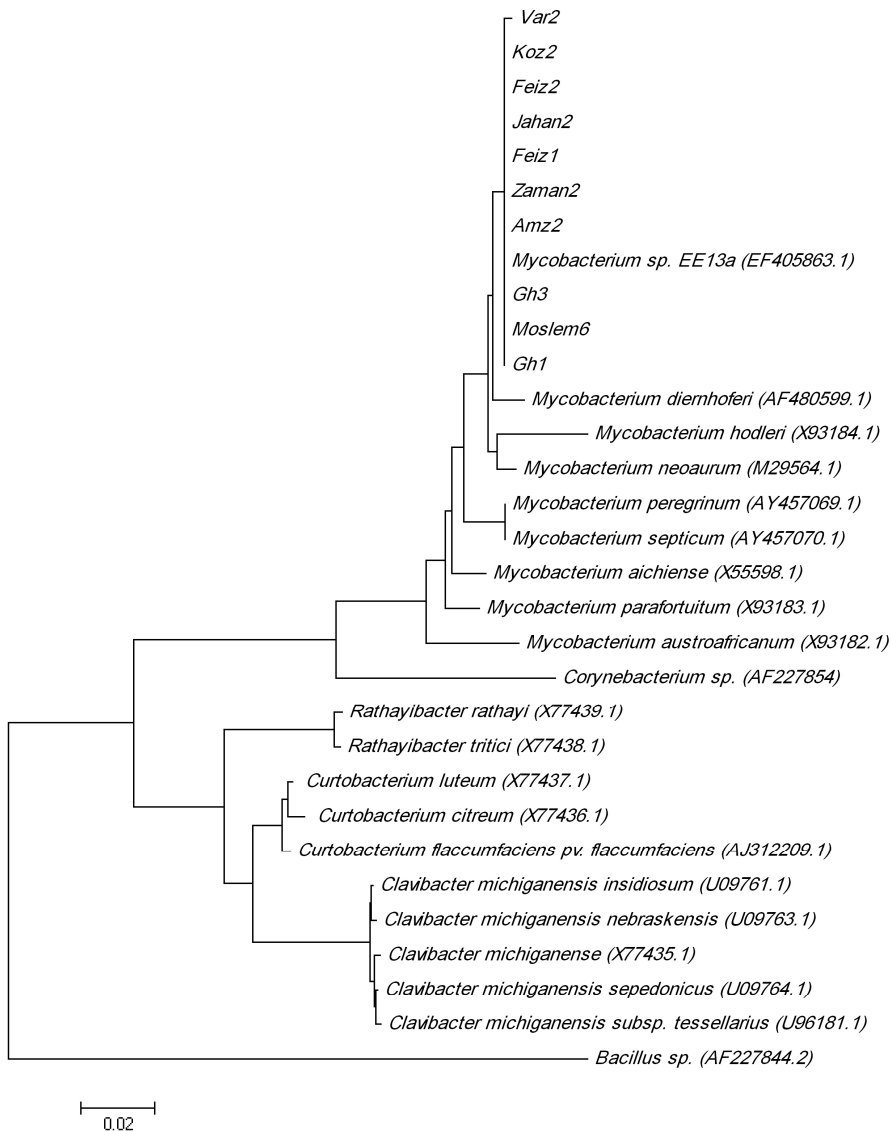 Var2
Koz2
Feiz2
Jahan2
Feiz1
Zaman2
Amz2
Mycobacterium sp. EE13a (EF405863.1)
Gh3
Moslem6
Gh1
Mycobacterium diernhoferi (AF480599.1)
Mycobacterium hodleri (X93184.1)
Mycobacterium neoaurum (M29564.1)
Mycobacterium peregrinum (AY457069.1)
Mycobacterium septicum (AY457070.1)
Mycobacterium aichiense (X55598.1)
Mycobacterium parafortuitum (X93183.1)
Mycobacterium austroafricanum (X93182.1)
Corynebacterium sp. (AF227854)
Rathayibacter rathayi (X77439.1)
Rathayibacter tritici (X77438.1)
Curtobacterium luteum (X77437.1)
Curtobacterium citreum (X77436.1)
Curtobacterium flaccumfaciens pv. flaccumfaciens (AJ312209.1)
Clavibacter michiganensis insidiosum (U09761.1)
Clavibacter michiganensis nebraskensis (U09763.1)
Clavibacter michiganense (X77435.1)
Clavibacter michiganensis sepedonicus (U09764.1)
Clavibacter michiganensis subsp. tessellarius (U96181.1)
Bacillus sp. (AF227844.2)
0.02